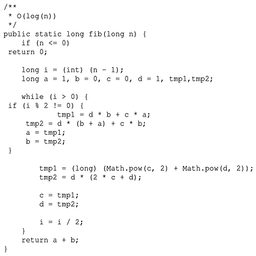 /**
 * O(log(n))
 */
public static long fib(long n) {
    if (n <= 0)
 return 0;

    long i = (int) (n - 1);
    long a = 1, b = 0, c = 0, d = 1, tmp1,tmp2;

    while (i > 0) {
 if (i % 2 != 0) {
            tmp1 = d * b + c * a;
     tmp2 = d * (b + a) + c * b;
     a = tmp1;
     b = tmp2;
 }

        tmp1 = (long) (Math.pow(c, 2) + Math.pow(d, 2));
        tmp2 = d * (2 * c + d);

        c = tmp1;
        d = tmp2;

        i = i / 2;
    }
    return a + b;
}